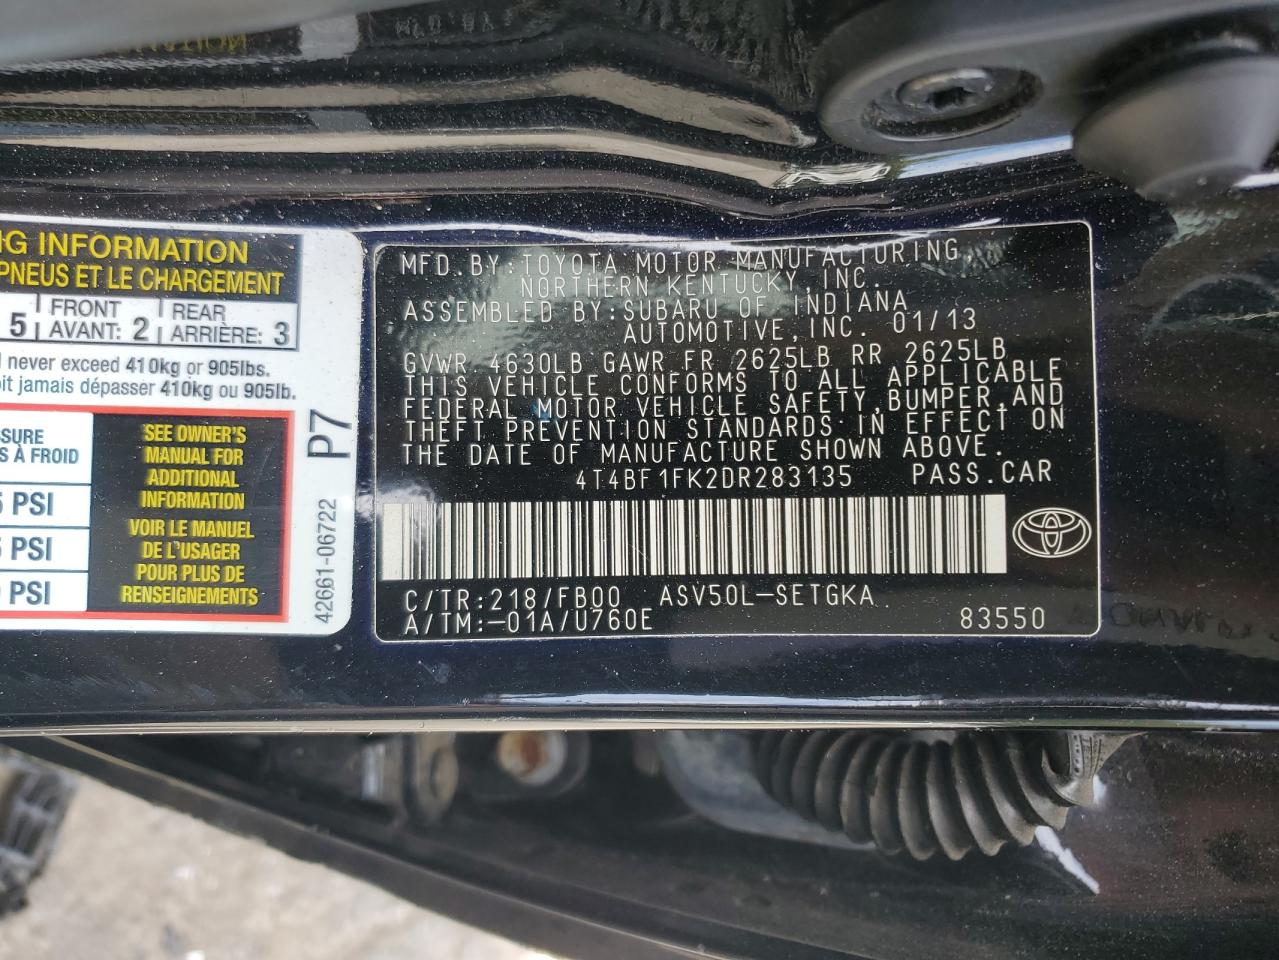 NG INFORMATION
PNEUS ET LE CHARGEMENT
5 FRONT AVANT: 2 REAR ARRIÈRE: 3
never exceed 410kg or 905lbs.
jamais dépasser 410kg ou 905lb.
À FROID
PSI
PSI
PSI
SEE OWNER'S
MANUAL FOR
ADDITIONAL
INFORMATION
VOIR LE MANUEL
DE L'USAGER
POUR PLUS DE
RENSEIGNEMENTS
P7
42661-06722
MFD.BY:TOYOTA MOTOR MANUFACTURING,
NORTHERN KENTUCKY,INC.
ASSEMBLED BY:SUBARU OF INDIANA
AUTOMOTIVE,INC. 01/13
GVWR 4630LB GAWR FR 2625LB RR 2625LB
THIS VEHICLE CONFORMS TO ALL APPLICABLE
FEDERAL MOTOR VEHICLE SAFETY,BUMPER,AND
THEFT PREVENTION STANDARDS IN EFFECT ON
THE DATE OF MANUFACTURE SHOWN ABOVE.
4T4BF1FK2DR283135 PASS.CAR
C/TR:218/FB00 ASV50L-SETGKA
A/TM:-01A/U760E 83550